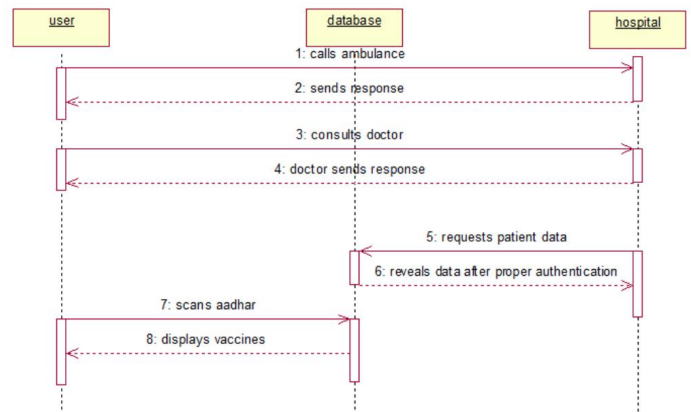 user
database
hospital
1: calls ambulance
2: sends response
3: consults doctor
4: doctor sends response
5: requests patient data
6: reveals data after proper authentication
7: scans aadhar
8: displays vaccines